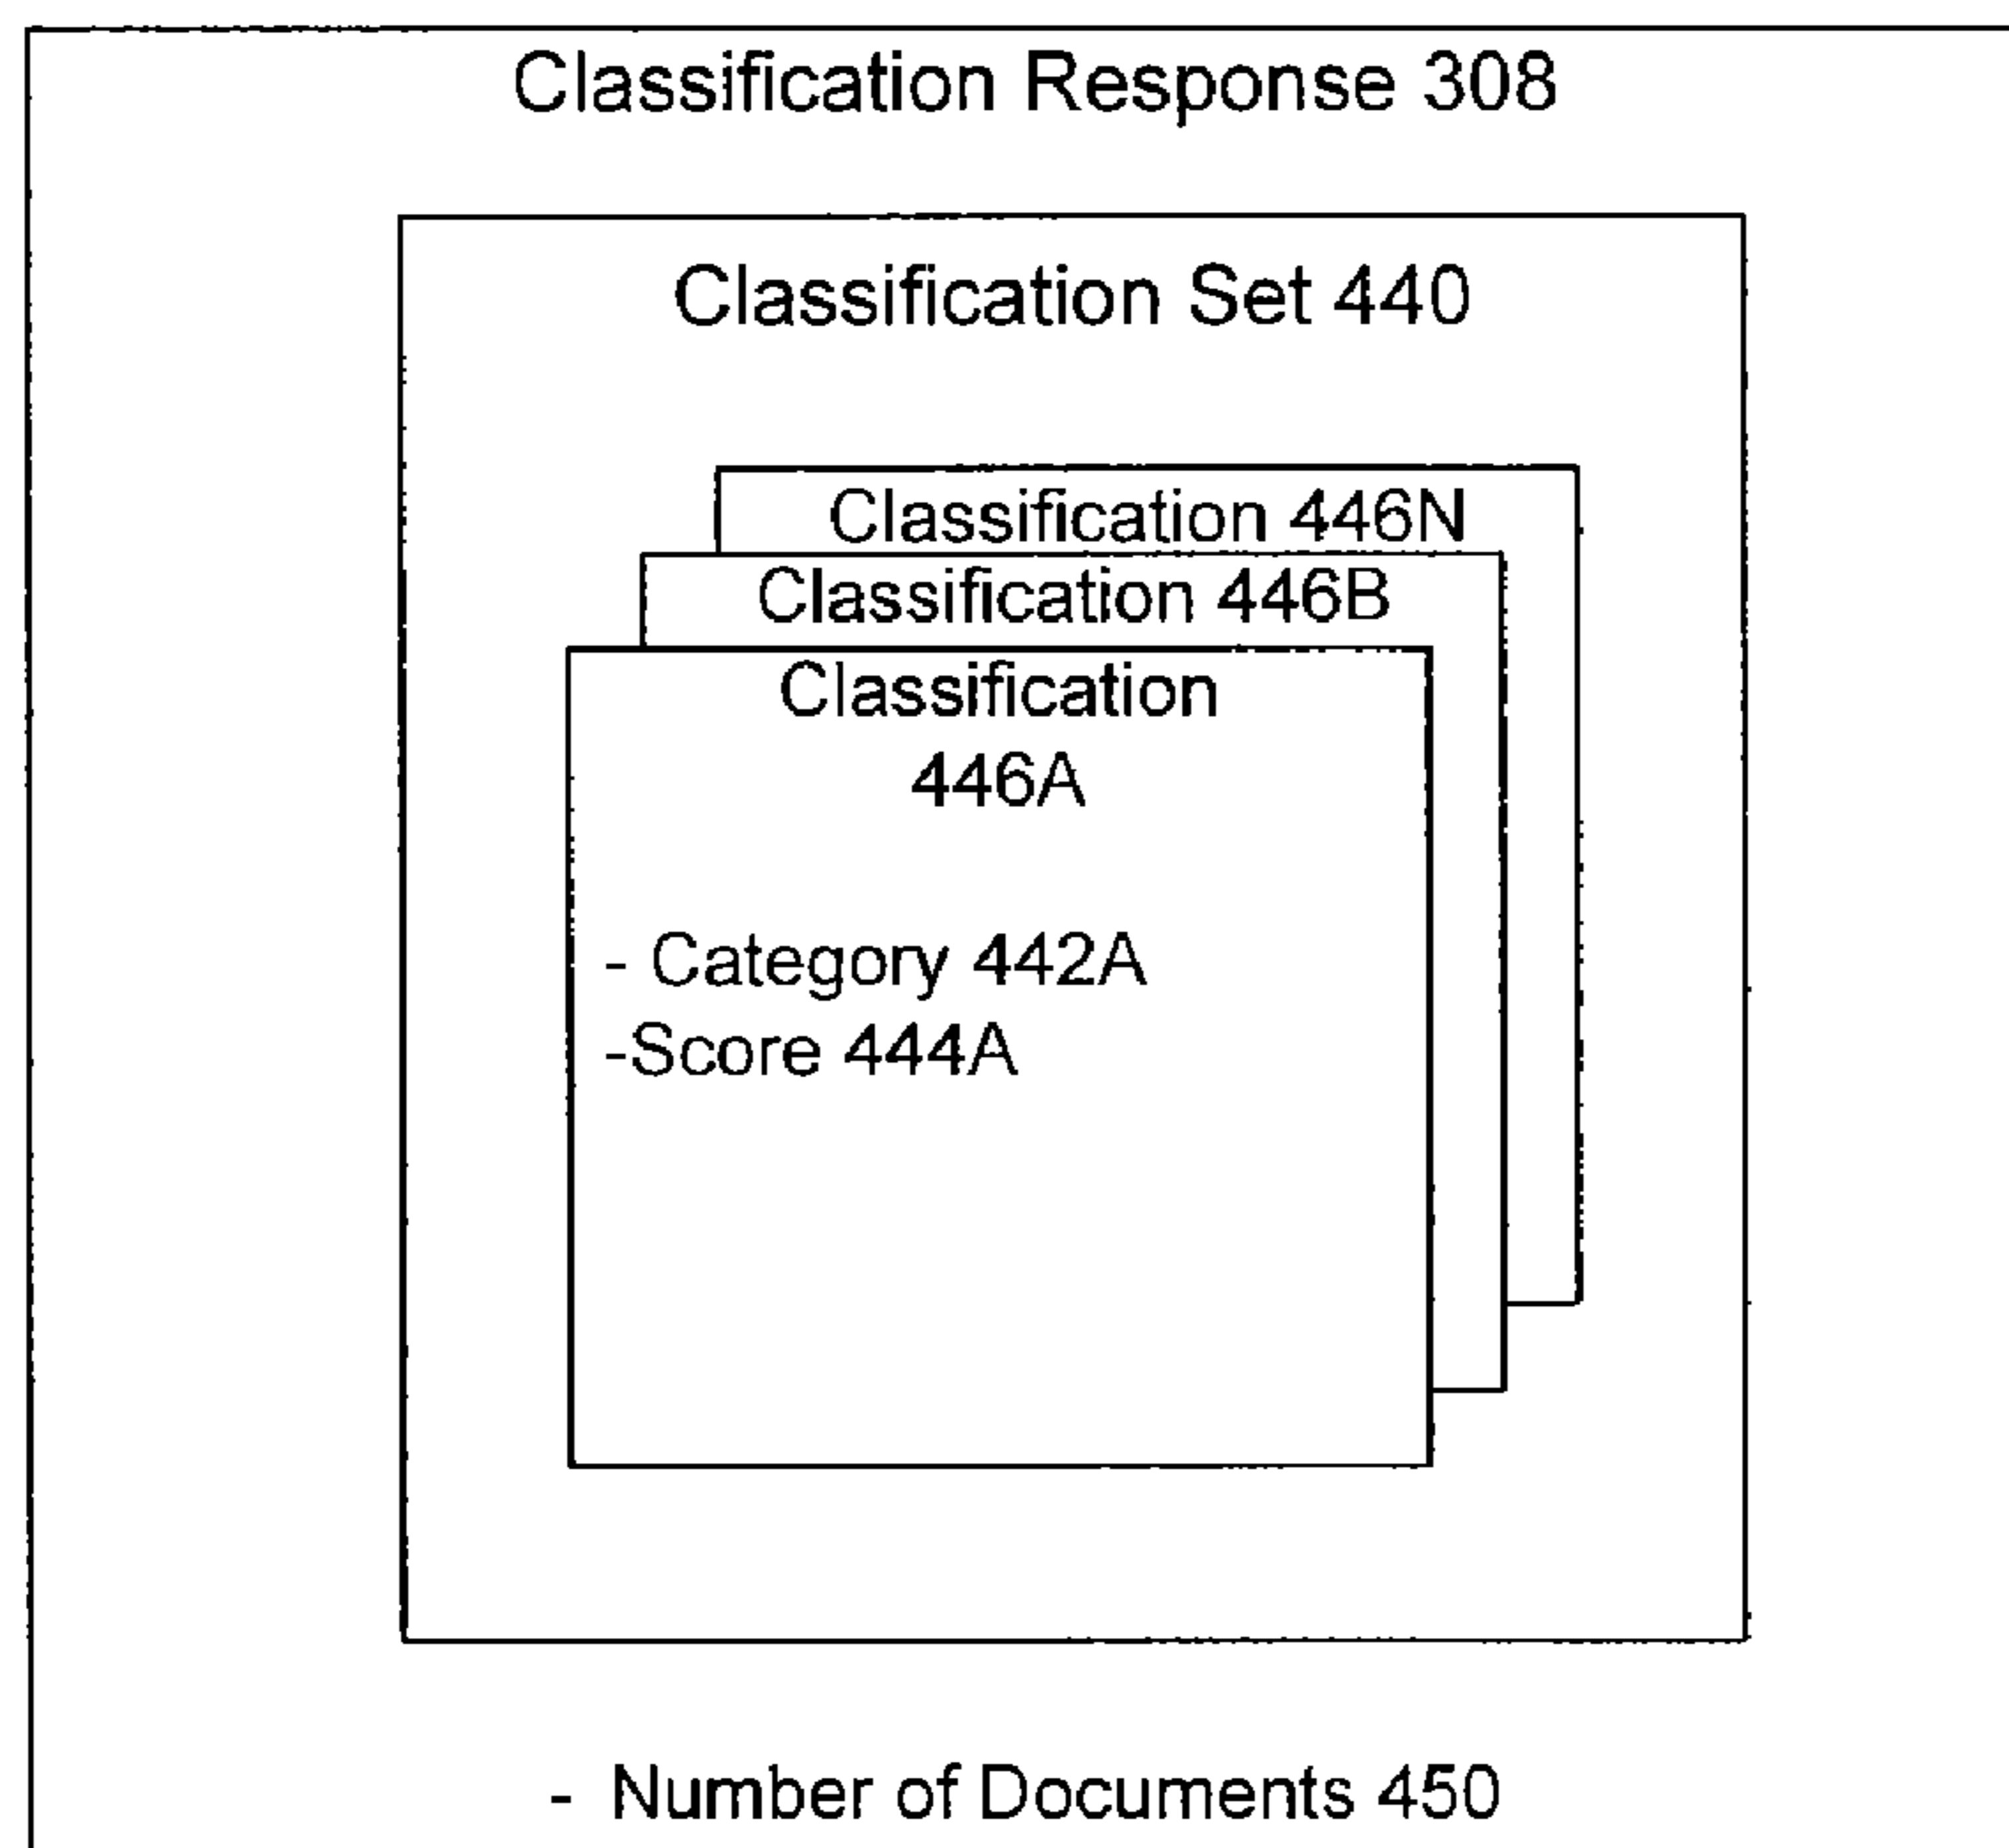 Classification Response 308
Classification Set 440
Classification 446N
Classification 446B
Classification
446A
- Category 442A
-Score 444A
- Number of Documents 450